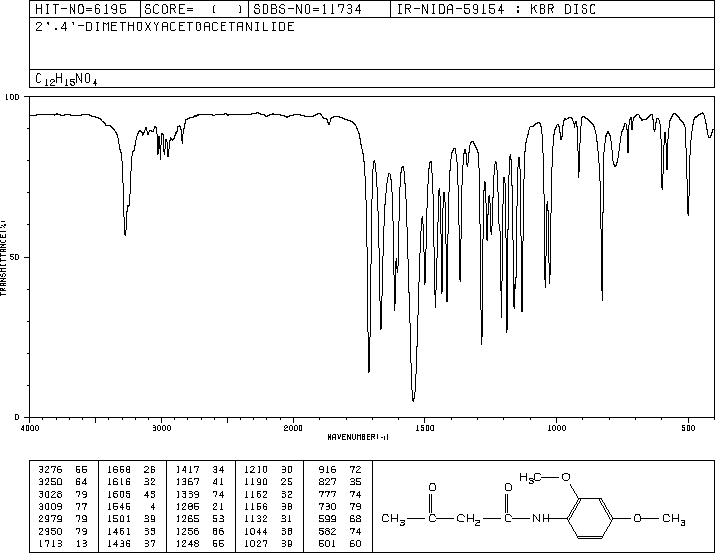 HIT-NO=6195 SCORE= ( ) SDBS-NO=11734 IR-NIDA-59154 : KBR DISC
2',4'-DIMETHOXYACETOACETANILIDE
C12H15NO4
100
50
0
TRANSMITTANCE(%)
4000 3000 2000 1500 1000 500
WAVENUMBER(-1)
3276 55 1668 26 1417 34 1210 30 916 72
3250 64 1616 32 1367 41 1190 25 827 35
3028 79 1605 43 1339 74 1162 32 777 74
3009 77 1546 4 1285 21 1156 38 730 79
2979 79 1501 39 1265 53 1132 31 599 68
2950 79 1461 33 1256 86 1044 38 582 74
1713 13 1436 37 1248 55 1027 39 501 60
H3C O
O O
CH3 CH2 NH O CH3